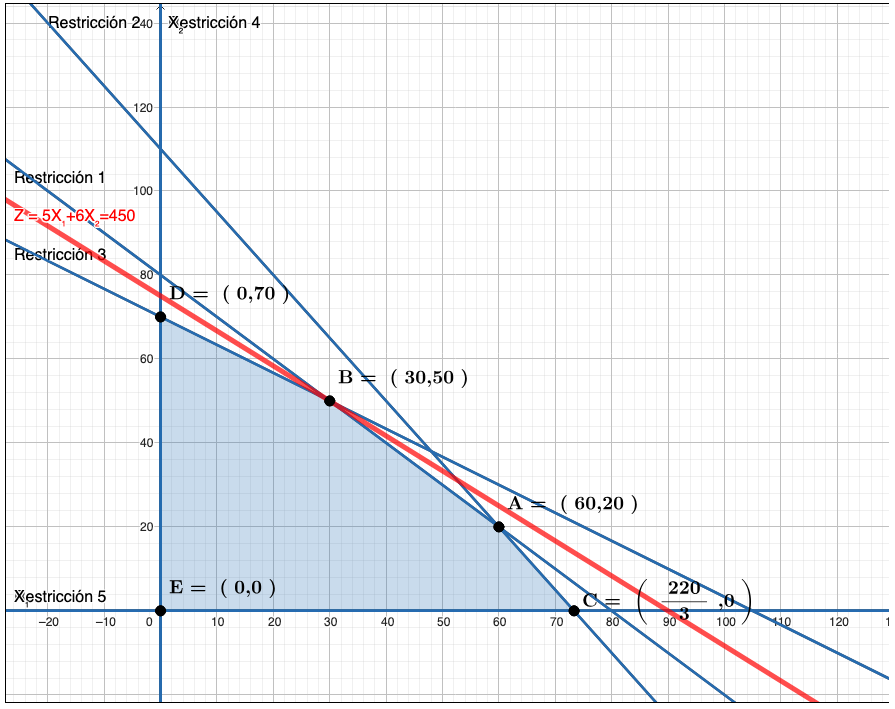 Restricción 2
240
X₂
Restricción 4
120
Restricción 1
100
Z = 5X₁+6X₂=450
Restricción 3
80
D = ( 0,70 )
60
B = ( 30,50 )
40
A = ( 60,20 )
20
E = ( 0,0 )
C = ( 220/3 ,0 )
X₁
Restricción 5
−20 −10 0 10 20 30 40 50 60 70 80 90 100 110 120 1